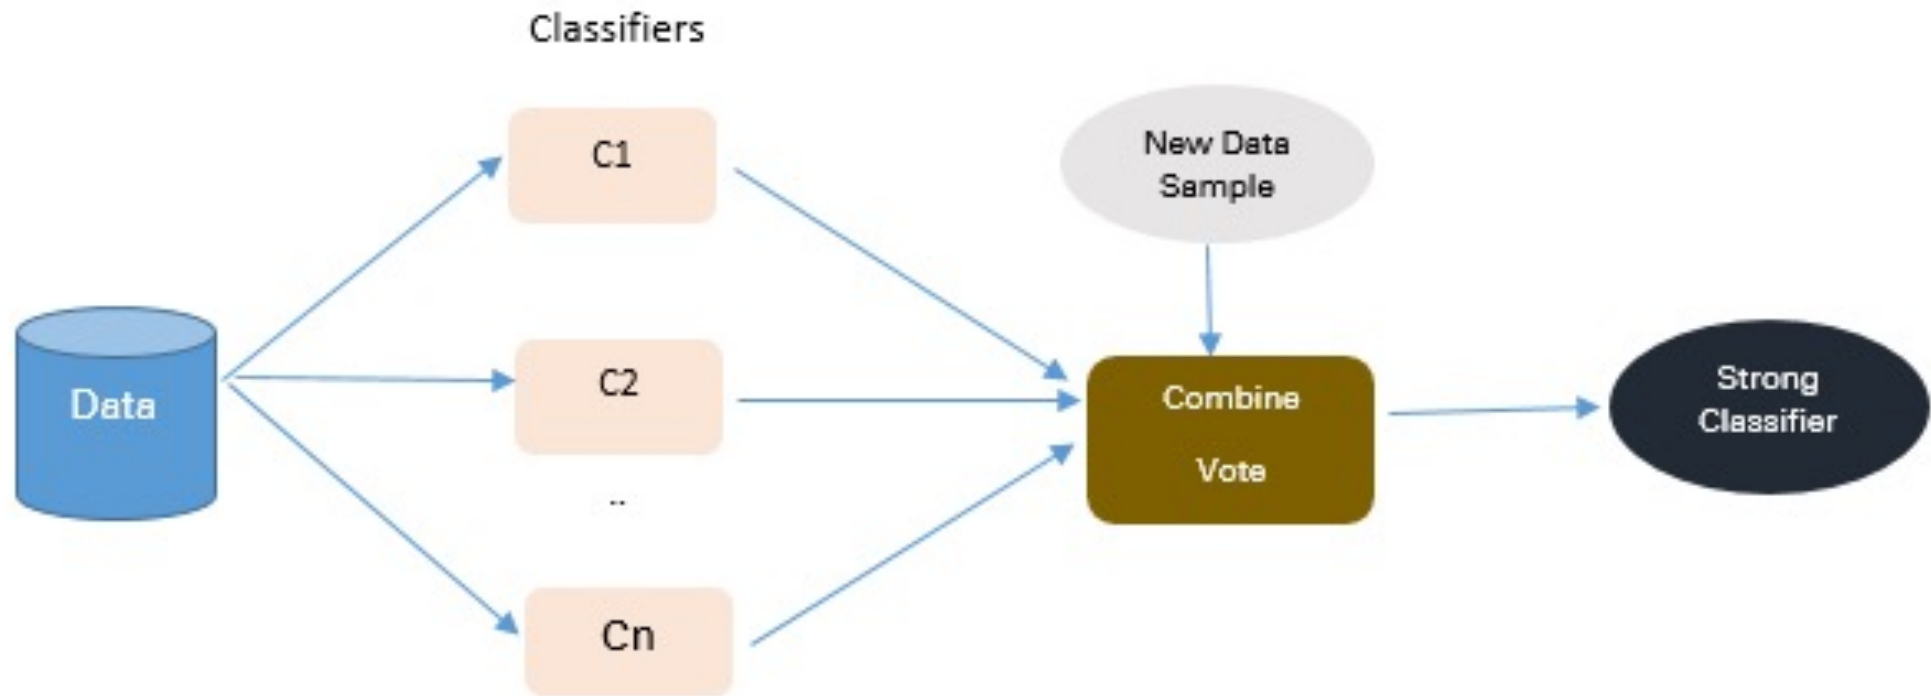 Classifiers
C1
New Data
Sample
Data
C2
Combine
Vote
Strong
Classifier
..
Cn